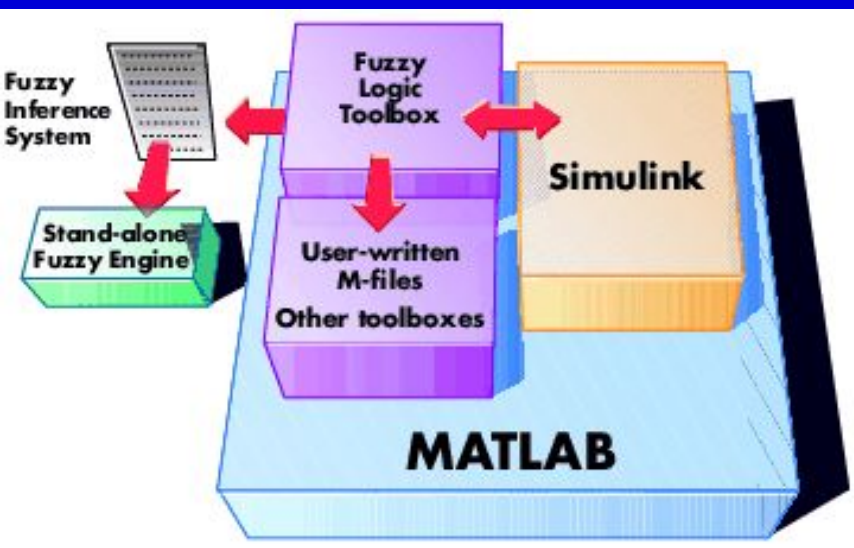 Fuzzy
Inference
System
Fuzzy
Logic
Toolbox
Simulink
Stand-alone
Fuzzy Engine
User-written
M-files
Other toolboxes
MATLAB